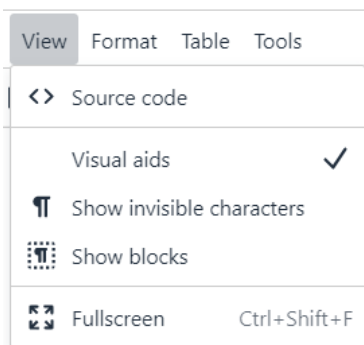 View Format Table Tools
Source code
Visual aids
Show invisible characters
Show blocks
Fullscreen Ctrl+Shift+F